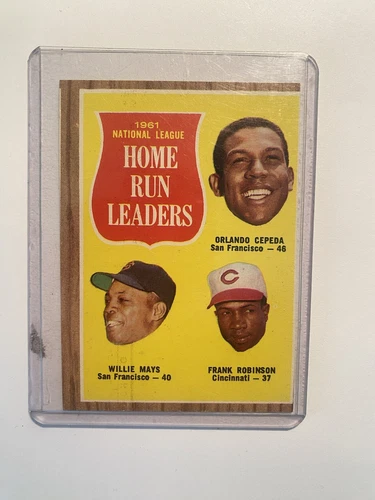 1961
NATIONAL LEAGUE
HOME
RUN
LEADERS
ORLANDO CEPEDA
San Francisco — 46
WILLIE MAYS
San Francisco — 40
FRANK ROBINSON
Cincinnati — 37
C